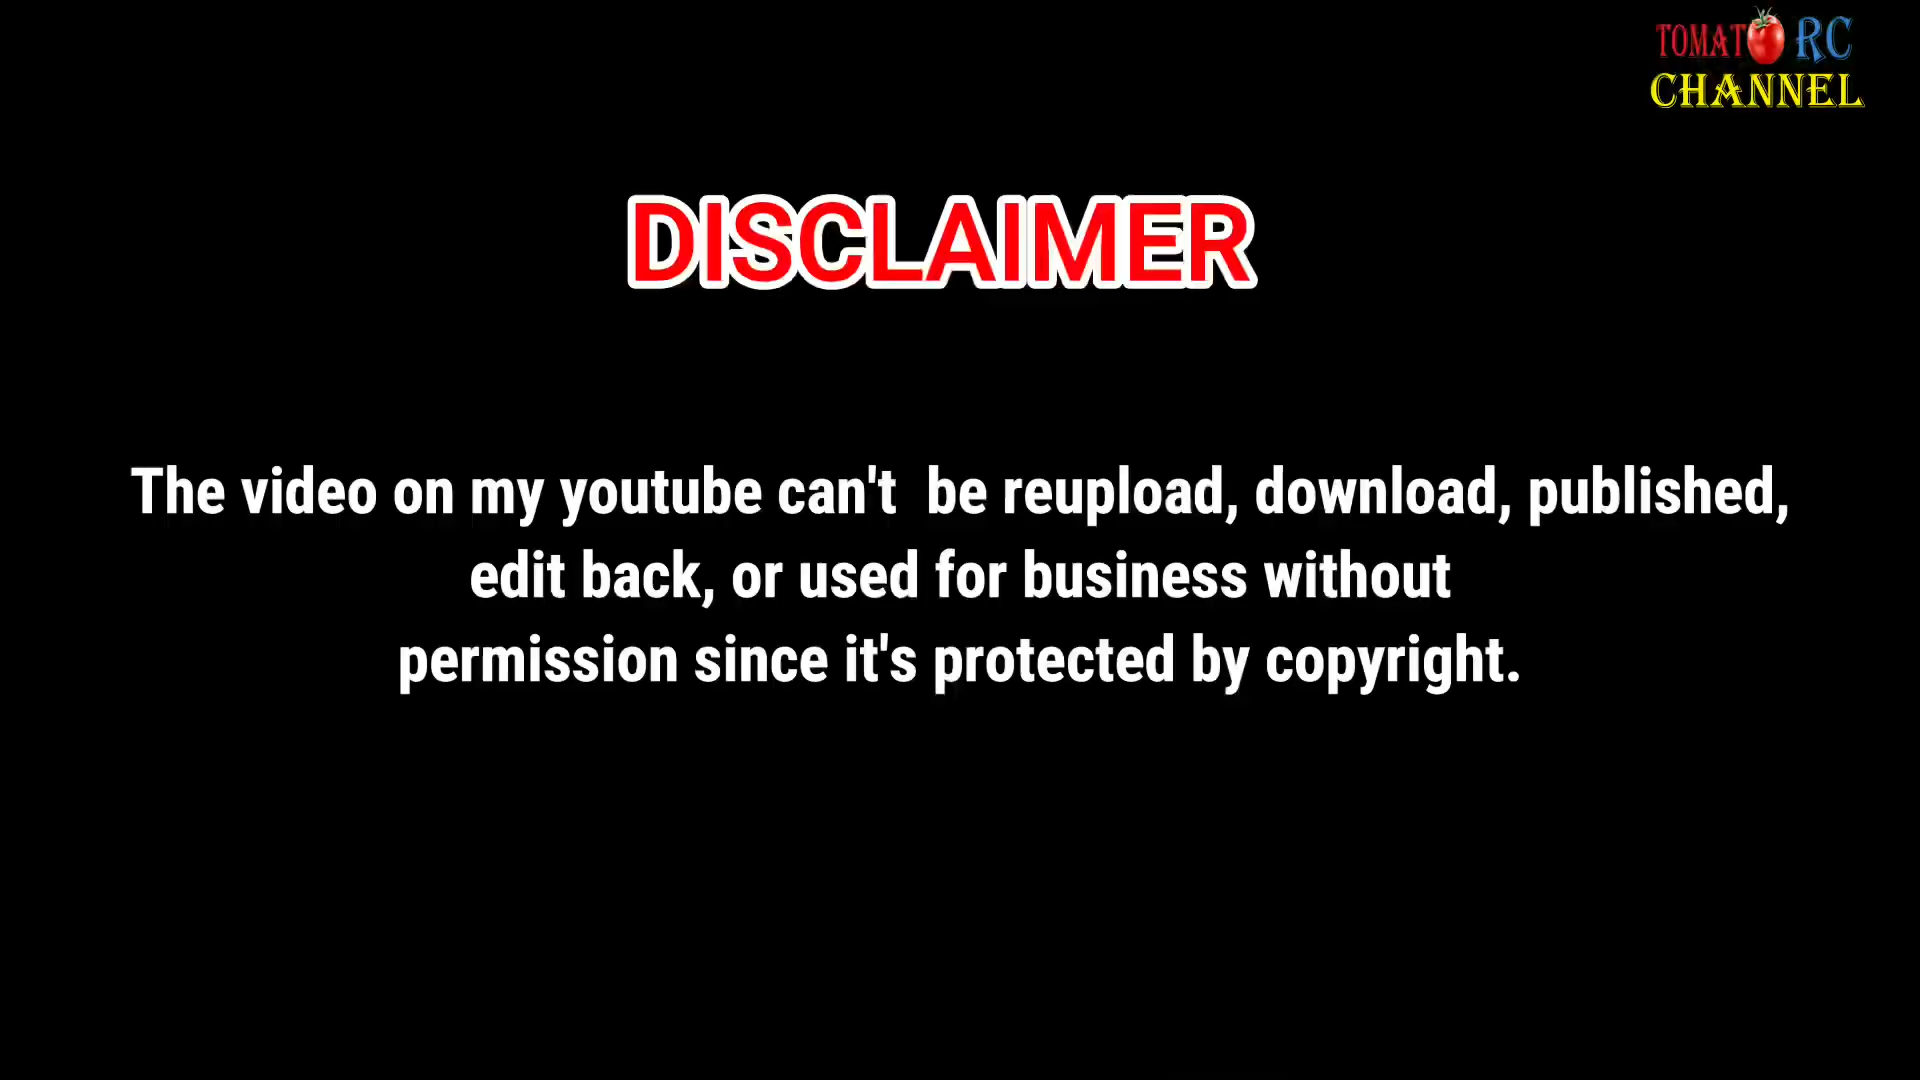 TOMATO RC
CHANNEL
DISCLAIMER
The video on my youtube can't  be reupload, download, published,
edit back, or used for business without
permission since it's protected by copyright.